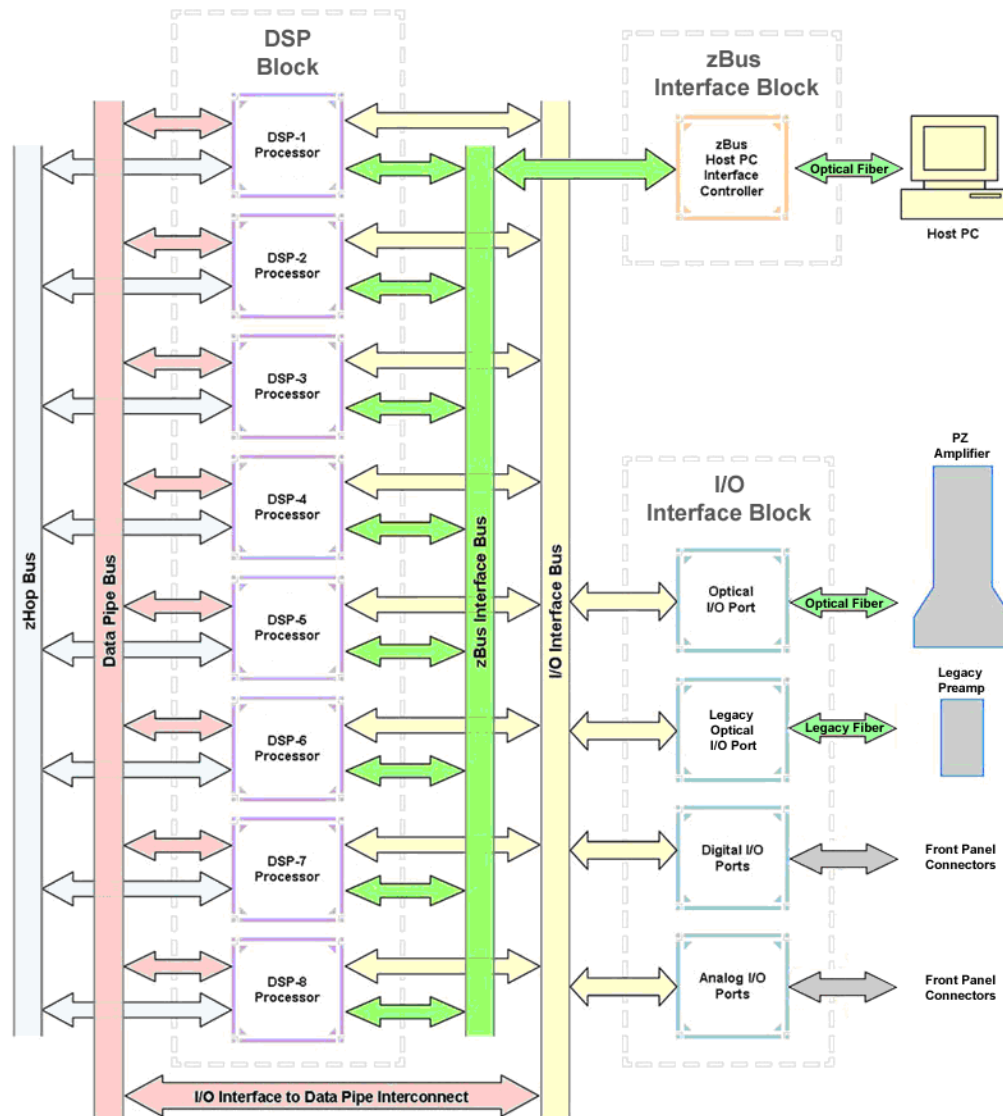 DSP
Block
zBus
Interface Block
DSP-1
Processor
zBus
Host PC
Interface
Controller
Optical Fiber
Host PC
DSP-2
Processor
DSP-3
Processor
DSP-4
Processor
DSP-5
Processor
DSP-6
Processor
DSP-7
Processor
DSP-8
Processor
zHop Bus
Data Pipe Bus
zBus Interface Bus
I/O Interface Bus
I/O
Interface Block
PZ
Amplifier
Optical
I/O Port
Optical Fiber
Legacy
Preamp
Legacy
Optical
I/O Port
Legacy Fiber
Digital I/O
Ports
Front Panel
Connectors
Analog I/O
Ports
Front Panel
Connectors
I/O Interface to Data Pipe Interconnect